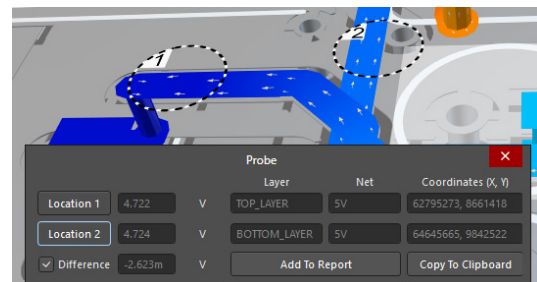 1
2
Probe
Layer Net Coordinates (X, Y)
Location 1 4.722 V TOP_LAYER 5V 62795273, 8661418
Location 2 4.724 V BOTTOM_LAYER 5V 64645665, 9842522
Difference -2.623m V Add To Report Copy To Clipboard